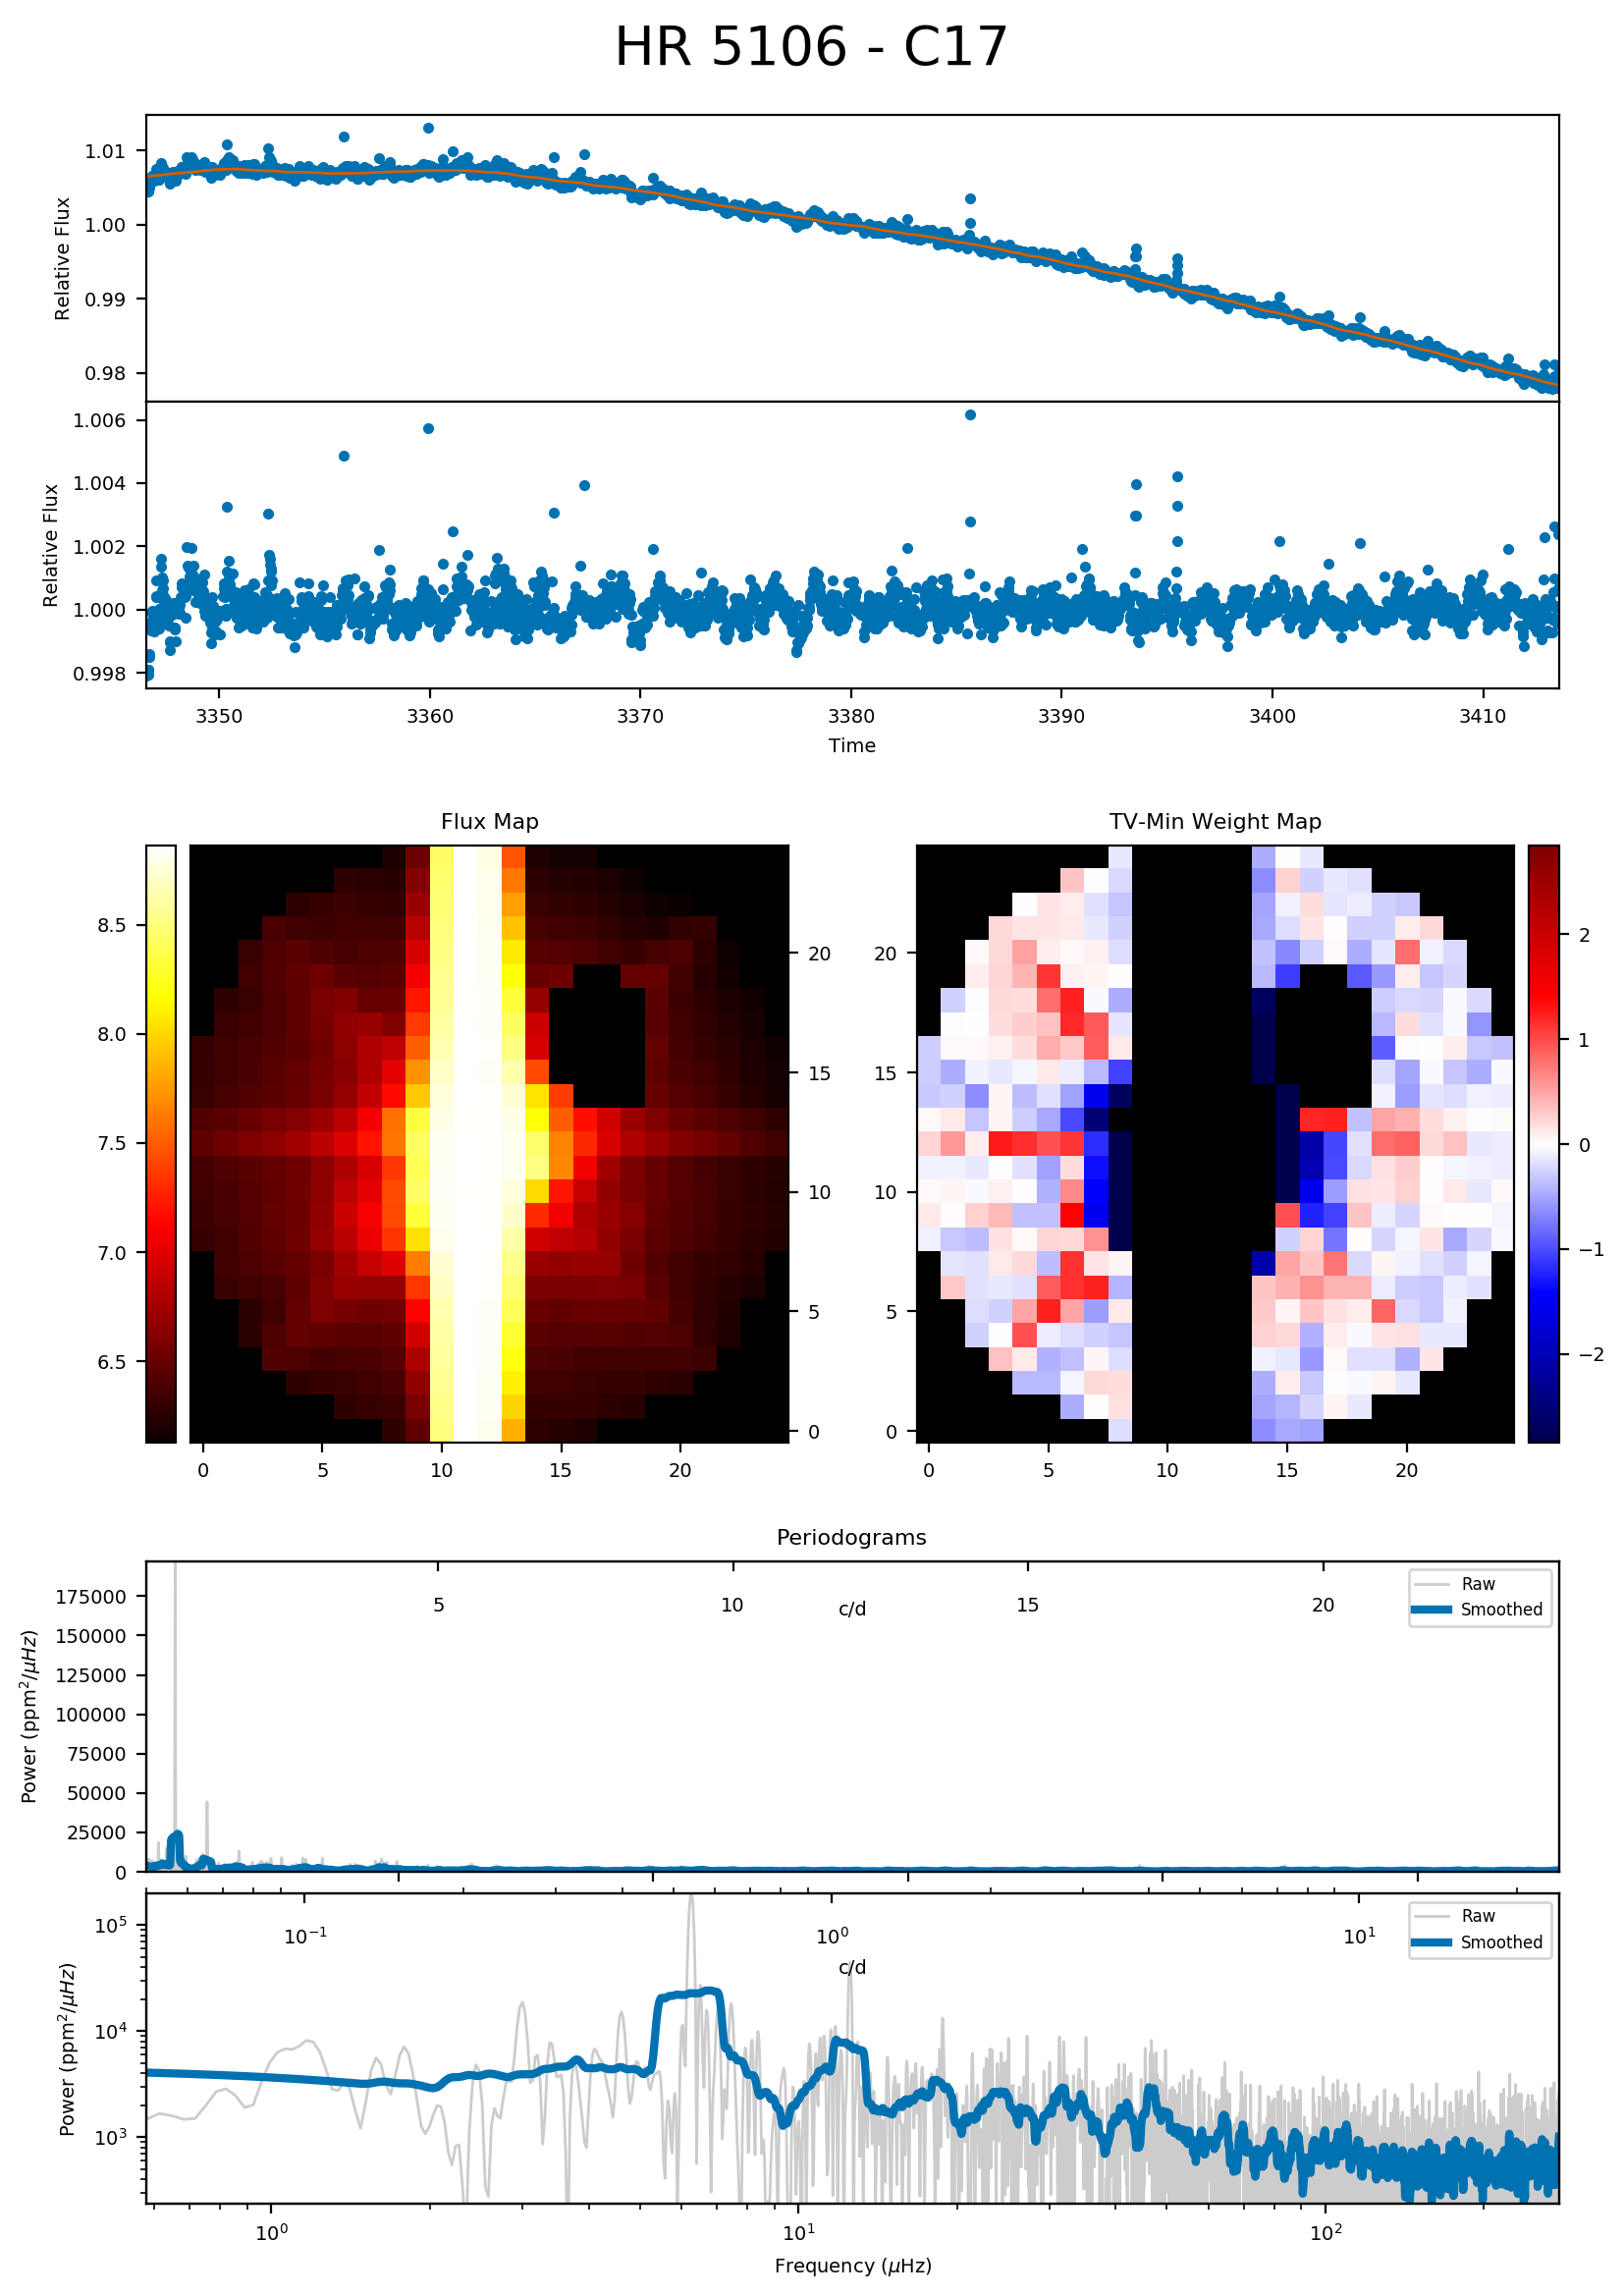 HR 5106 - C17
1.01
1.00
0.99
0.98
Relative Flux
1.006
1.004
1.002
1.000
0.998
Relative Flux
3350 3360 3370 3380 3390 3400 3410
Time
Flux Map
8.5
8.0
7.5
7.0
6.5
20
15
10
5
0
0 5 10 15 20
TV-Min Weight Map
20
15
10
5
0
0 5 10 15 20
2
1
0
−1
−2
Periodograms
175000
150000
125000
100000
75000
50000
25000
0
Power (ppm²/μHz)
5 10 15 20
c/d
Raw
Smoothed
10⁵
10⁴
10³
Power (ppm²/μHz)
10⁻¹ 10⁰ 10¹
c/d
Raw
Smoothed
10⁰ 10¹ 10²
Frequency (μHz)